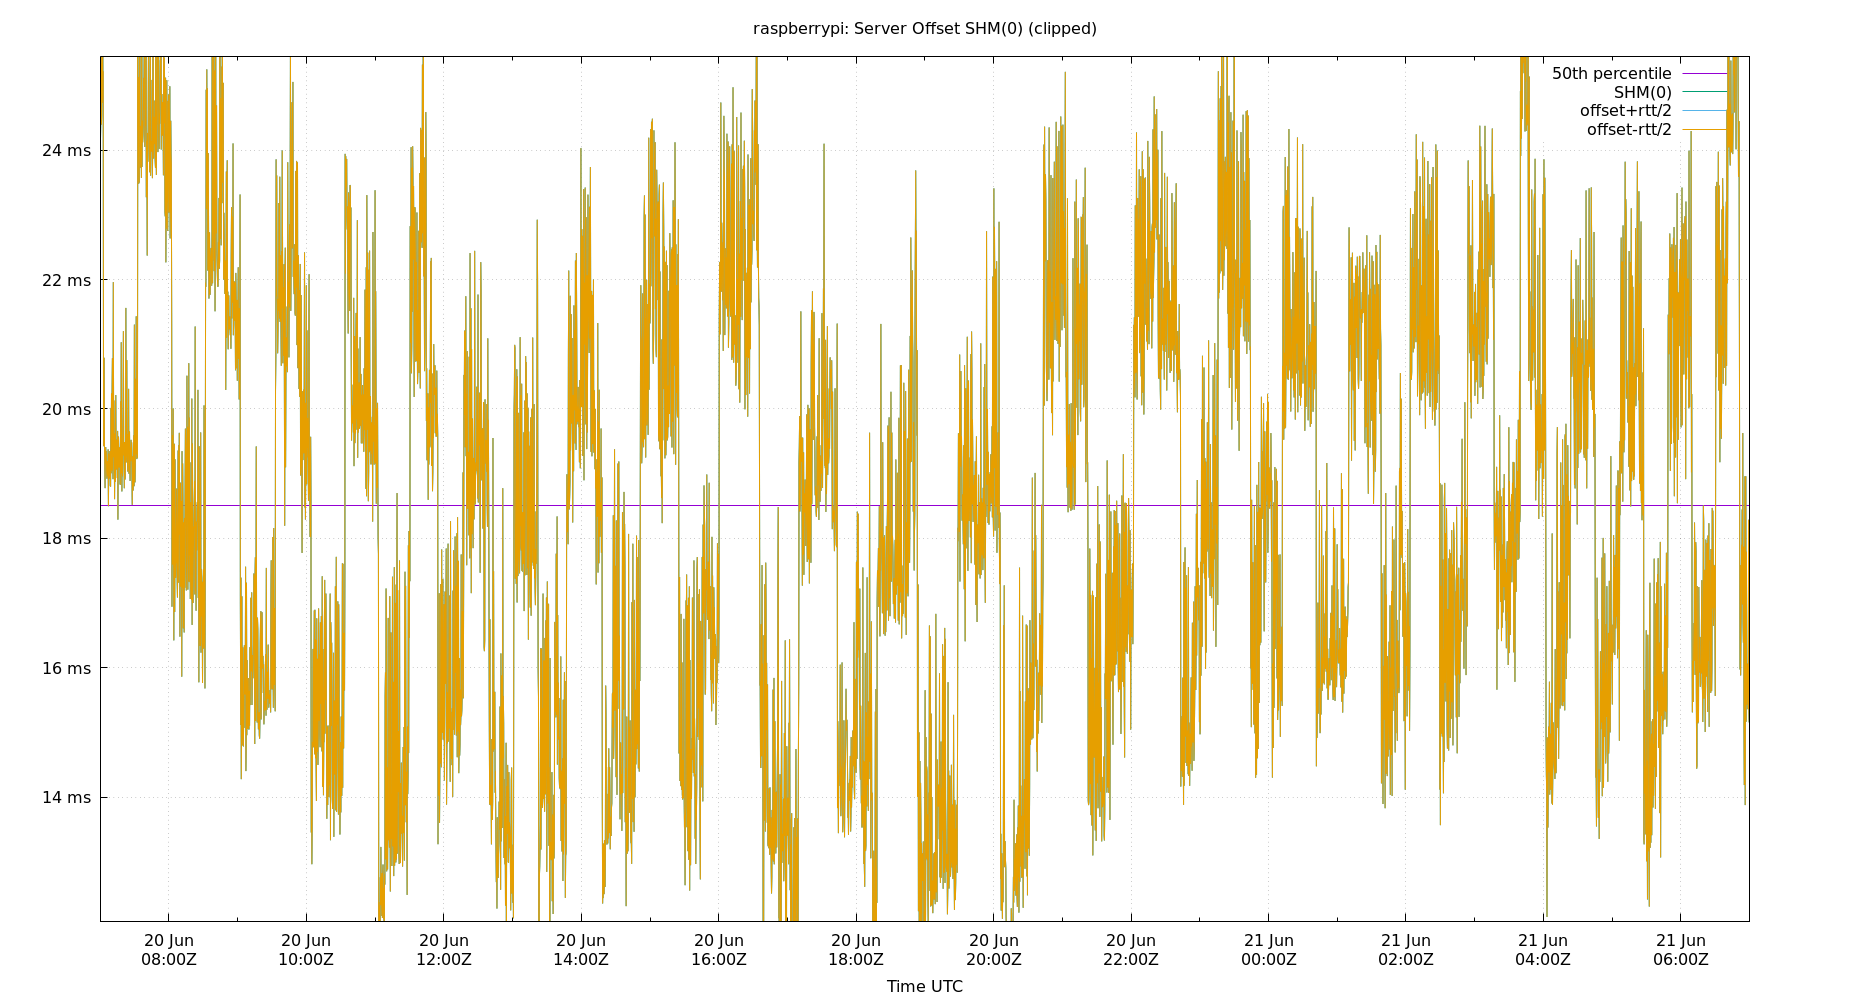 raspberrypi: Server Offset SHM(0) (clipped)
50th percentile
SHM(0)
offset+rtt/2
offset-rtt/2
24 ms
22 ms
20 ms
18 ms
16 ms
14 ms
20 Jun 20 Jun 20 Jun 20 Jun 20 Jun 20 Jun 20 Jun 20 Jun 21 Jun 21 Jun 21 Jun 21 Jun
08:00Z 10:00Z 12:00Z 14:00Z 16:00Z 18:00Z 20:00Z 22:00Z 00:00Z 02:00Z 04:00Z 06:00Z
Time UTC